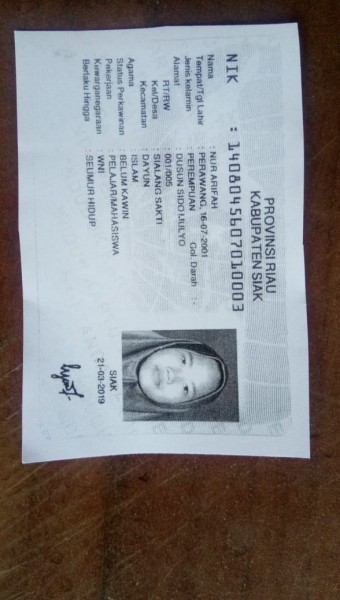 PROVINSI RIAU
KABUPATEN SIAK
NIK : 1408045607010003
Nama : NUR ARIFAH
Tempat/Tgl Lahir : PERAWANG, 16-07-2001
Jenis kelamin : PEREMPUAN Gol. Darah : -
Alamat : DUSUN SIDO MULYO
RT/RW : 001/005
Kel/Desa : SIALANG SAKTI
Kecamatan : DAYUN
Agama : ISLAM
Status Perkawinan : BELUM KAWIN
Pekerjaan : PELAJAR/MAHASISWA
Kewarganegaraan : WNI
Berlaku Hingga : SEUMUR HIDUP
SIAK
21-03-2019